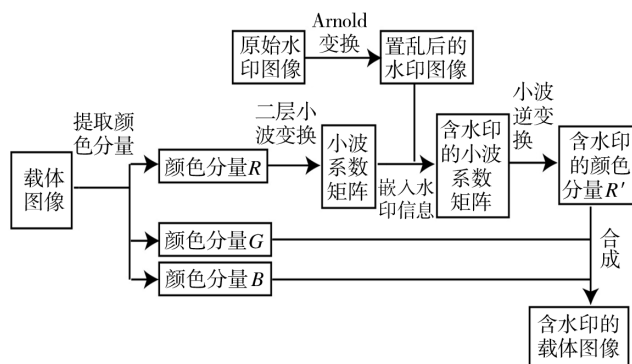 Arnold
变换
原始水
印图像
置乱后的
水印图像
提取颜
色分量
二层小
波变换
小波
逆变
换
载体
图像
颜色分量R
小波
系数
矩阵
嵌入水
印信息
含水印
的小波
系数
矩阵
含水印
的颜色
分量R′
颜色分量G
颜色分量B
合
成
含水印的
载体图像